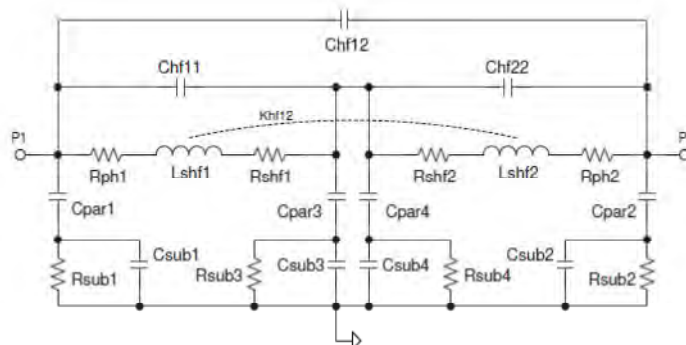 Chf12
Chf11
Chf22
Khf12
P1
P
Rph1
Lshf1
Rshf1
Rshf2
Lshf2
Rph2
Cpar1
Cpar3
Cpar4
Cpar2
Rsub1
Csub1
Rsub3
Csub3
Csub4
Rsub4
Csub2
Rsub2